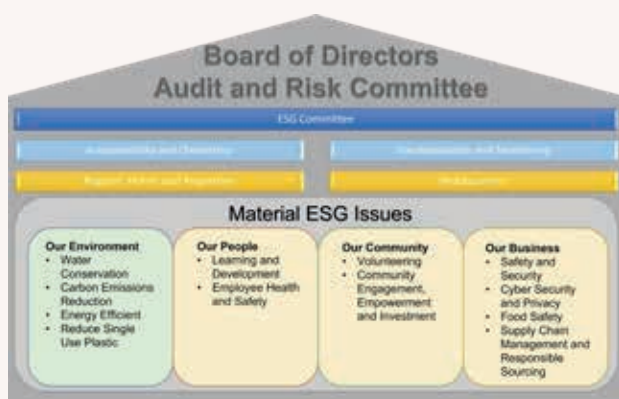 Board of Directors
Audit and Risk Committee
ESG Committee
Material ESG Issues
Our Environment
• Water
Conservation
• Carbon Emissions
Reduction
• Energy Efficient
• Reduce Single
Use Plastic
Our People
• Learning and
Development
• Employee Health
and Safety
Our Community
• Volunteering
• Community
Engagement,
Empowerment
and Investment
Our Business
• Safety and
Security
• Cyber Security
and Privacy
• Food Safety
• Supply Chain
Management and
Responsible
Sourcing